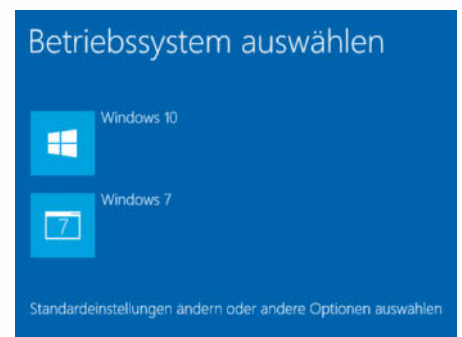 Betriebssystem auswählen
Windows 10
Windows 7
7
Standardeinstellungen ändern oder andere Optionen auswählen